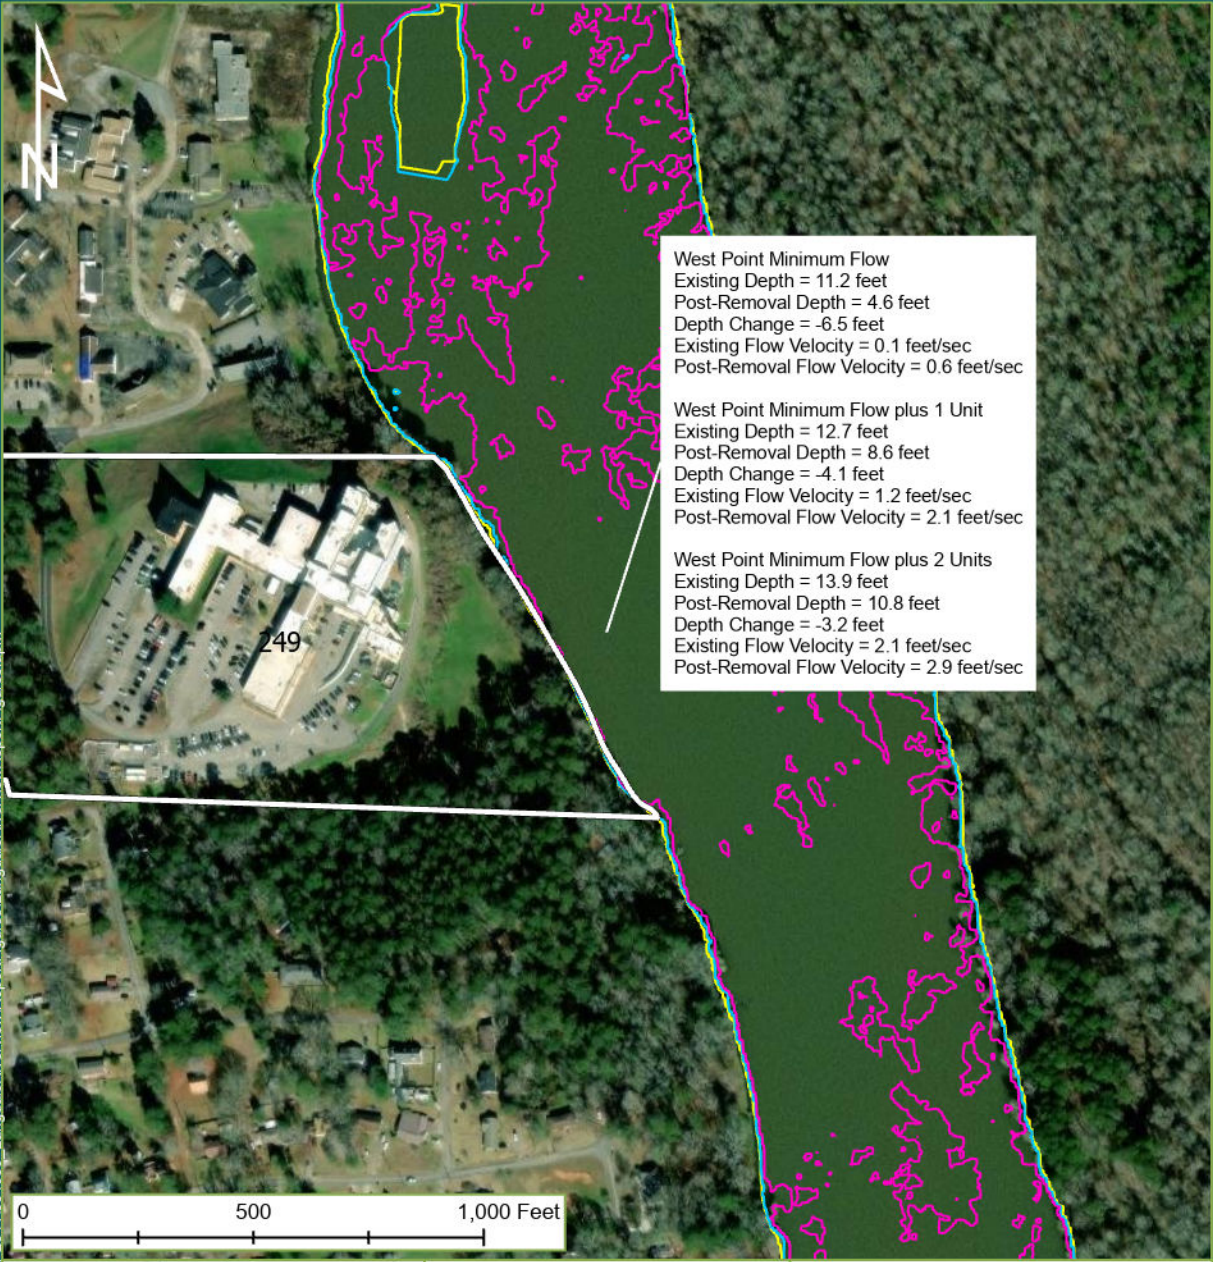 N
West Point Minimum Flow
Existing Depth = 11.2 feet
Post-Removal Depth = 4.6 feet
Depth Change = -6.5 feet
Existing Flow Velocity = 0.1 feet/sec
Post-Removal Flow Velocity = 0.6 feet/sec
West Point Minimum Flow plus 1 Unit
Existing Depth = 12.7 feet
Post-Removal Depth = 8.6 feet
Depth Change = -4.1 feet
Existing Flow Velocity = 1.2 feet/sec
Post-Removal Flow Velocity = 2.1 feet/sec
West Point Minimum Flow plus 2 Units
Existing Depth = 13.9 feet
Post-Removal Depth = 10.8 feet
Depth Change = -3.2 feet
Existing Flow Velocity = 2.1 feet/sec
Post-Removal Flow Velocity = 2.9 feet/sec
249
0 500 1,000 Feet